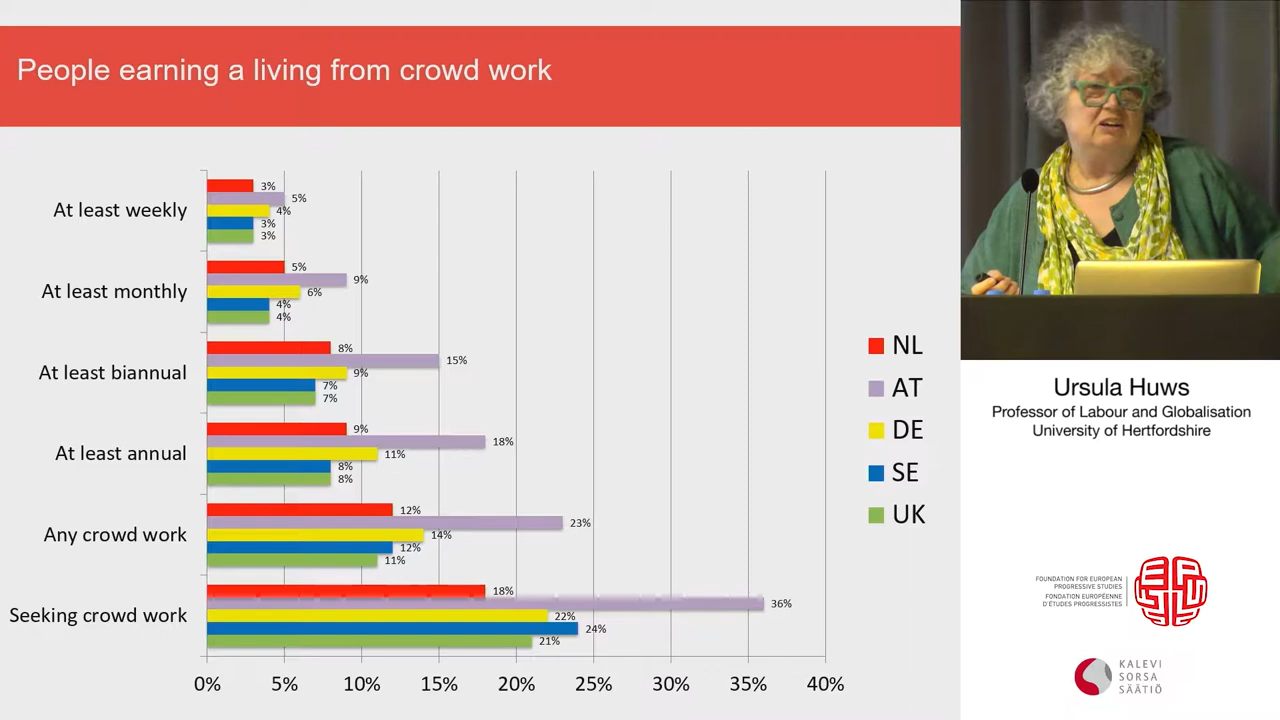 People earning a living from crowd work
At least weekly
3%
5%
4%
3%
3%
At least monthly
5%
9%
6%
4%
4%
At least biannual
8%
15%
9%
7%
7%
At least annual
9%
18%
11%
8%
8%
Any crowd work
12%
23%
14%
12%
11%
Seeking crowd work
18%
36%
22%
24%
21%
0% 5% 10% 15% 20% 25% 30% 35% 40%
NL
AT
DE
SE
UK
Ursula Huws
Professor of Labour and Globalisation
University of Hertfordshire
FOUNDATION FOR EUROPEAN
PROGRESSIVE STUDIES
FONDATION EUROPÉENNE
D'ÉTUDES PROGRESSISTES
KALEVI
SORSA
SÄÄTIÖ